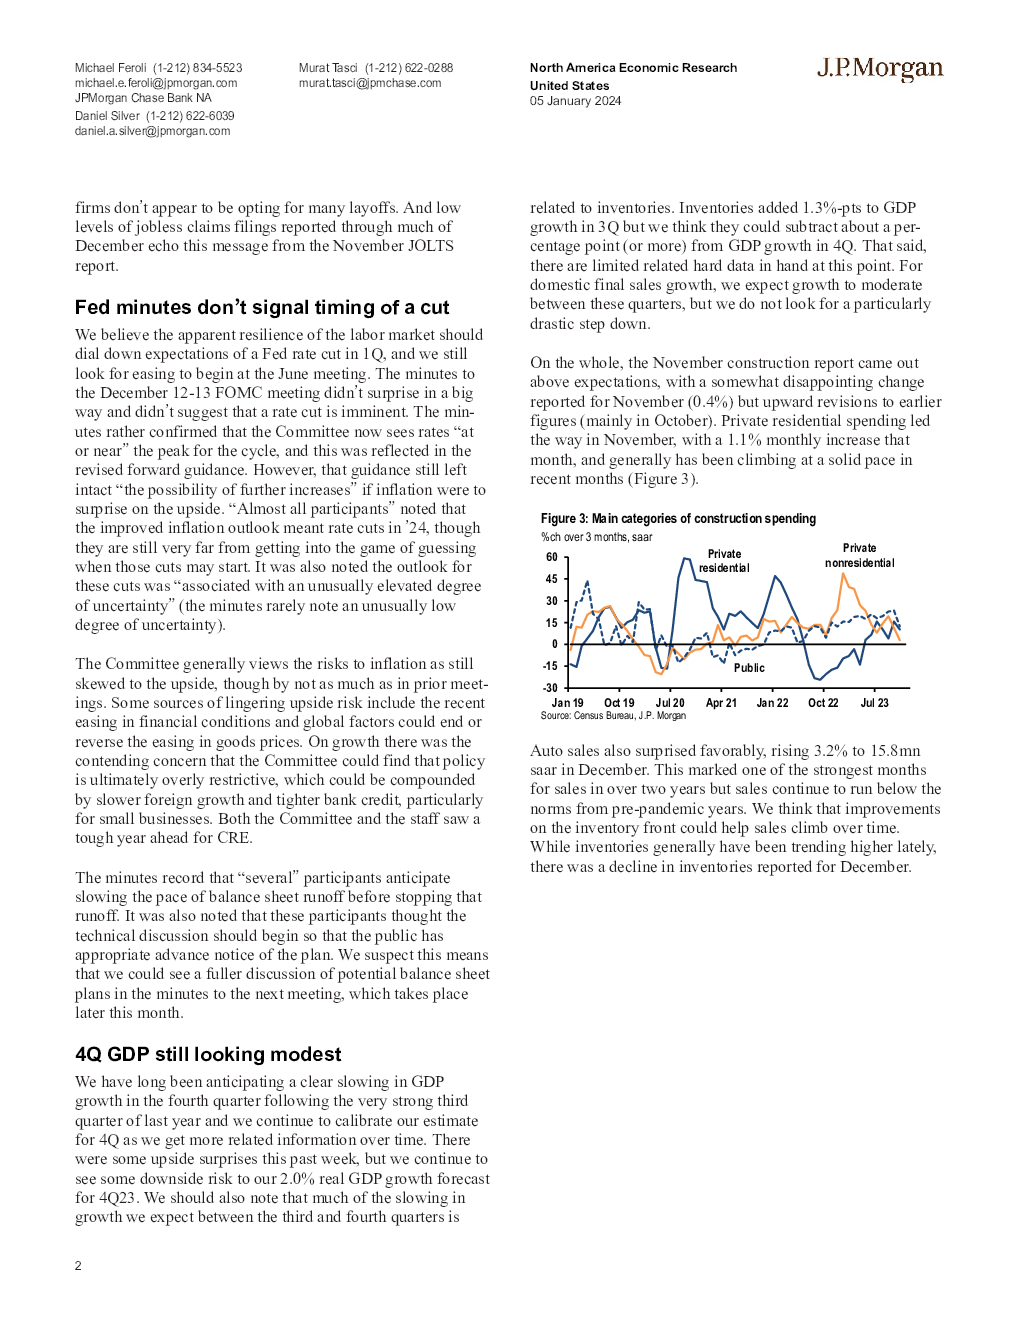 Michael Feroli (1-212) 834-5523
michael.e.feroli@jpmorgan.com
JPMorgan Chase Bank NA
Daniel Silver (1-212) 622-6039
daniel.a.silver@jpmorgan.com
Murat Tasci (1-212) 622-0288
murat.tasci@jpmchase.com
North America Economic Research
United States
05 January 2024
J.P.Morgan
firms don’t appear to be opting for many layoffs. And low
levels of jobless claims filings reported through much of
December echo this message from the November JOLTS
report.
Fed minutes don’t signal timing of a cut
We believe the apparent resilience of the labor market should
dial down expectations of a Fed rate cut in 1Q, and we still
look for easing to begin at the June meeting. The minutes to
the December 12-13 FOMC meeting didn’t surprise in a big
way and didn’t suggest that a rate cut is imminent. The min-
utes rather confirmed that the Committee now sees rates “at
or near” the peak for the cycle, and this was reflected in the
revised forward guidance. However, that guidance still left
intact “the possibility of further increases” if inflation were to
surprise on the upside. “Almost all participants” noted that
the improved inflation outlook meant rate cuts in ’24, though
they are still very far from getting into the game of guessing
when those cuts may start. It was also noted the outlook for
these cuts was “associated with an unusually elevated degree
of uncertainty” (the minutes rarely note an unusually low
degree of uncertainty).
The Committee generally views the risks to inflation as still
skewed to the upside, though by not as much as in prior meet-
ings. Some sources of lingering upside risk include the recent
easing in financial conditions and global factors could end or
reverse the easing in goods prices. On growth there was the
contending concern that the Committee could find that policy
is ultimately overly restrictive, which could be compounded
by slower foreign growth and tighter bank credit, particularly
for small businesses. Both the Committee and the staff saw a
tough year ahead for CRE.
The minutes record that “several” participants anticipate
slowing the pace of balance sheet runoff before stopping that
runoff. It was also noted that these participants thought the
technical discussion should begin so that the public has
appropriate advance notice of the plan. We suspect this means
that we could see a fuller discussion of potential balance sheet
plans in the minutes to the next meeting, which takes place
later this month.
4Q GDP still looking modest
We have long been anticipating a clear slowing in GDP
growth in the fourth quarter following the very strong third
quarter of last year and we continue to calibrate our estimate
for 4Q as we get more related information over time. There
were some upside surprises this past week, but we continue to
see some downside risk to our 2.0% real GDP growth forecast
for 4Q23. We should also note that much of the slowing in
growth we expect between the third and fourth quarters is
related to inventories. Inventories added 1.3%-pts to GDP
growth in 3Q but we think they could subtract about a per-
centage point (or more) from GDP growth in 4Q. That said,
there are limited related hard data in hand at this point. For
domestic final sales growth, we expect growth to moderate
between these quarters, but we do not look for a particularly
drastic step down.
On the whole, the November construction report came out
above expectations, with a somewhat disappointing change
reported for November (0.4%) but upward revisions to earlier
figures (mainly in October). Private residential spending led
the way in November, with a 1.1% monthly increase that
month, and generally has been climbing at a solid pace in
recent months (Figure 3).
Figure 3: Main categories of construction spending
%ch over 3 months, saar
60
45
30
15
0
-15
-30
Private
residential
Private
nonresidential
Public
Jan 19 Oct 19 Jul 20 Apr 21 Jan 22 Oct 22 Jul 23
Source: Census Bureau, J.P. Morgan
Auto sales also surprised favorably, rising 3.2% to 15.8mn
saar in December. This marked one of the strongest months
for sales in over two years but sales continue to run below the
norms from pre-pandemic years. We think that improvements
on the inventory front could help sales climb over time.
While inventories generally have been trending higher lately,
there was a decline in inventories reported for December.
2